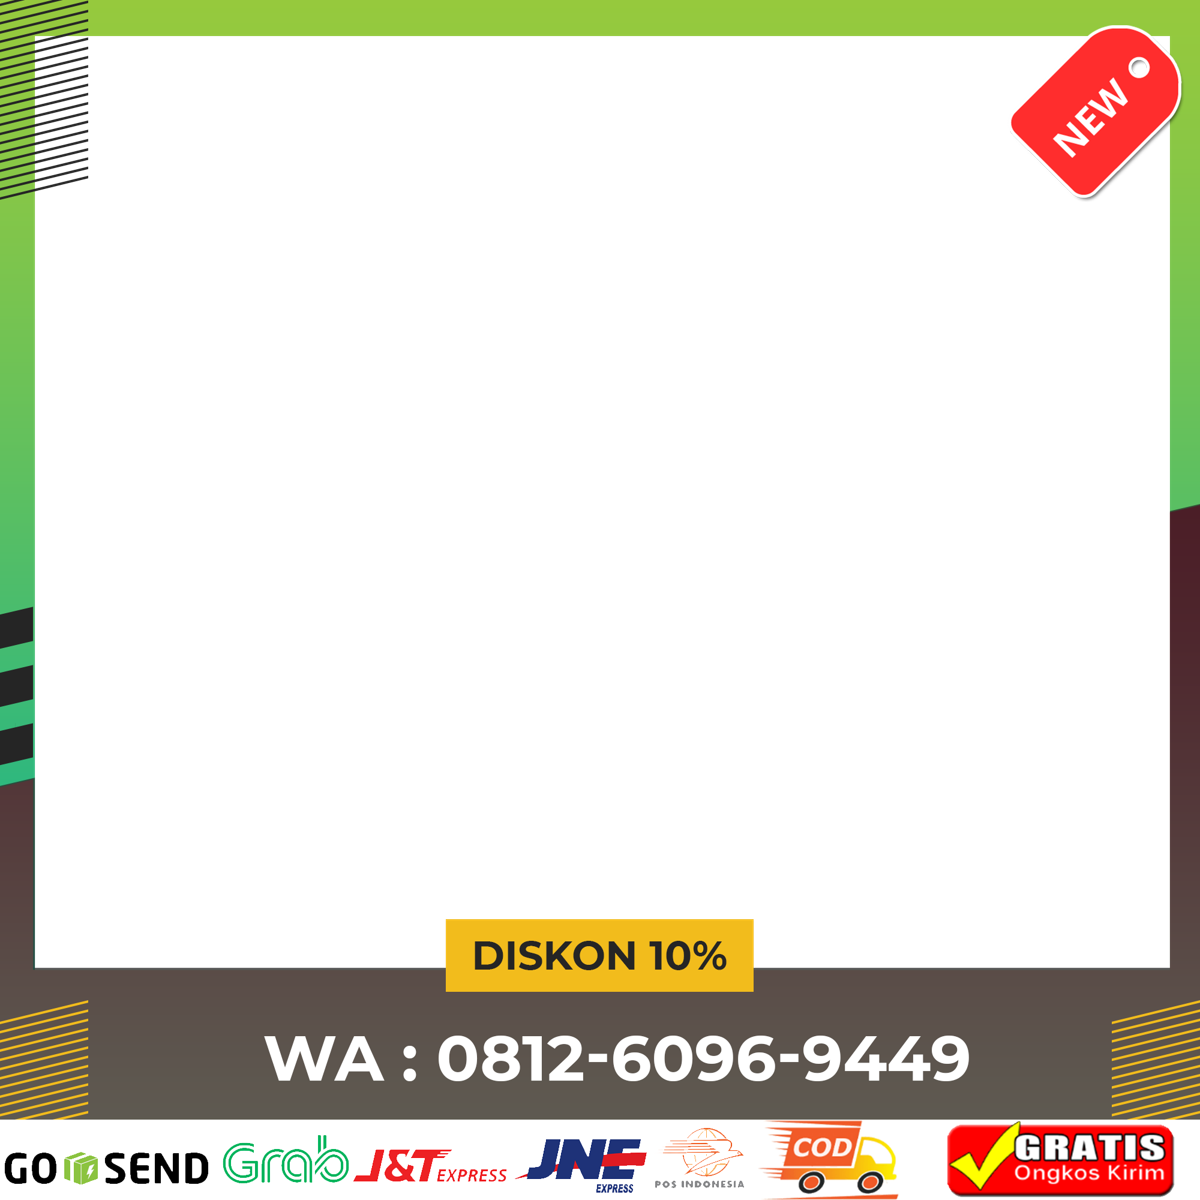 NEW
DISKON 10%
WA : 0812-6096-9449
GO SEND Grab J&T EXPRESS JNE EXPRESS POS INDONESIA COD GRATIS
Ongkos Kirim